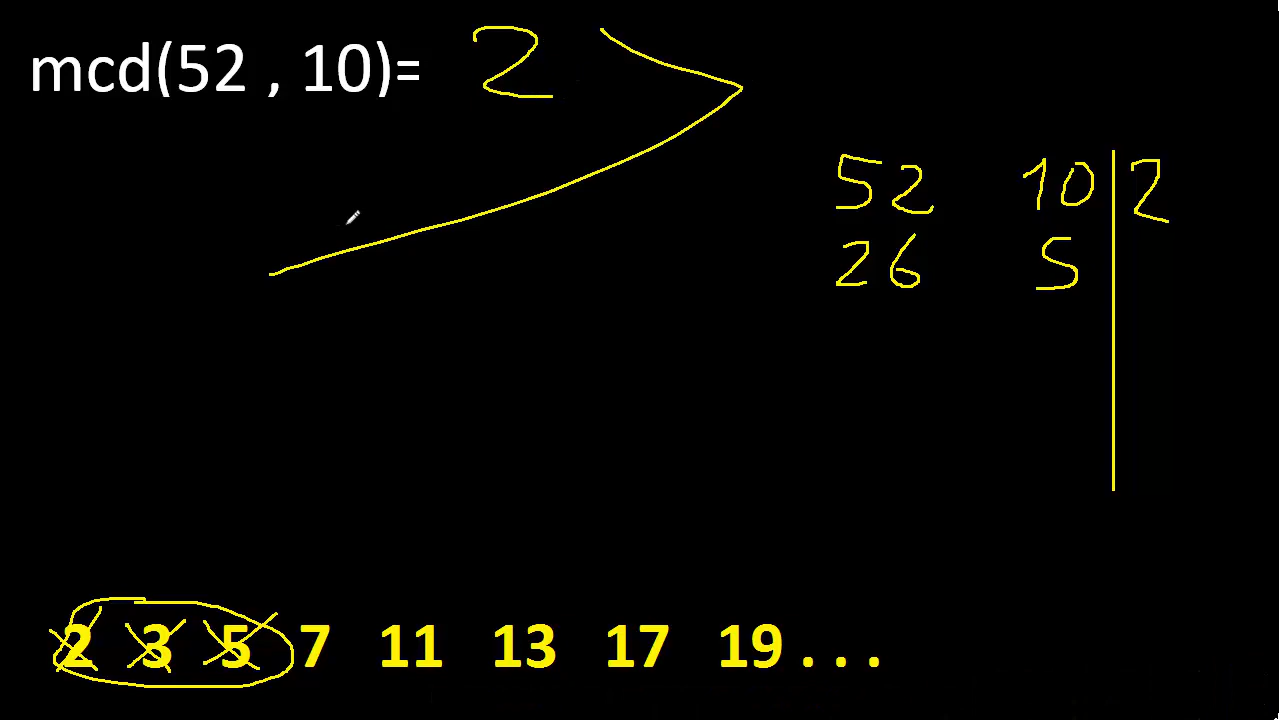 mcd(52 , 10)= 2
52 10 2
26 5
2 3 5 7 11 13 17 19 . . .